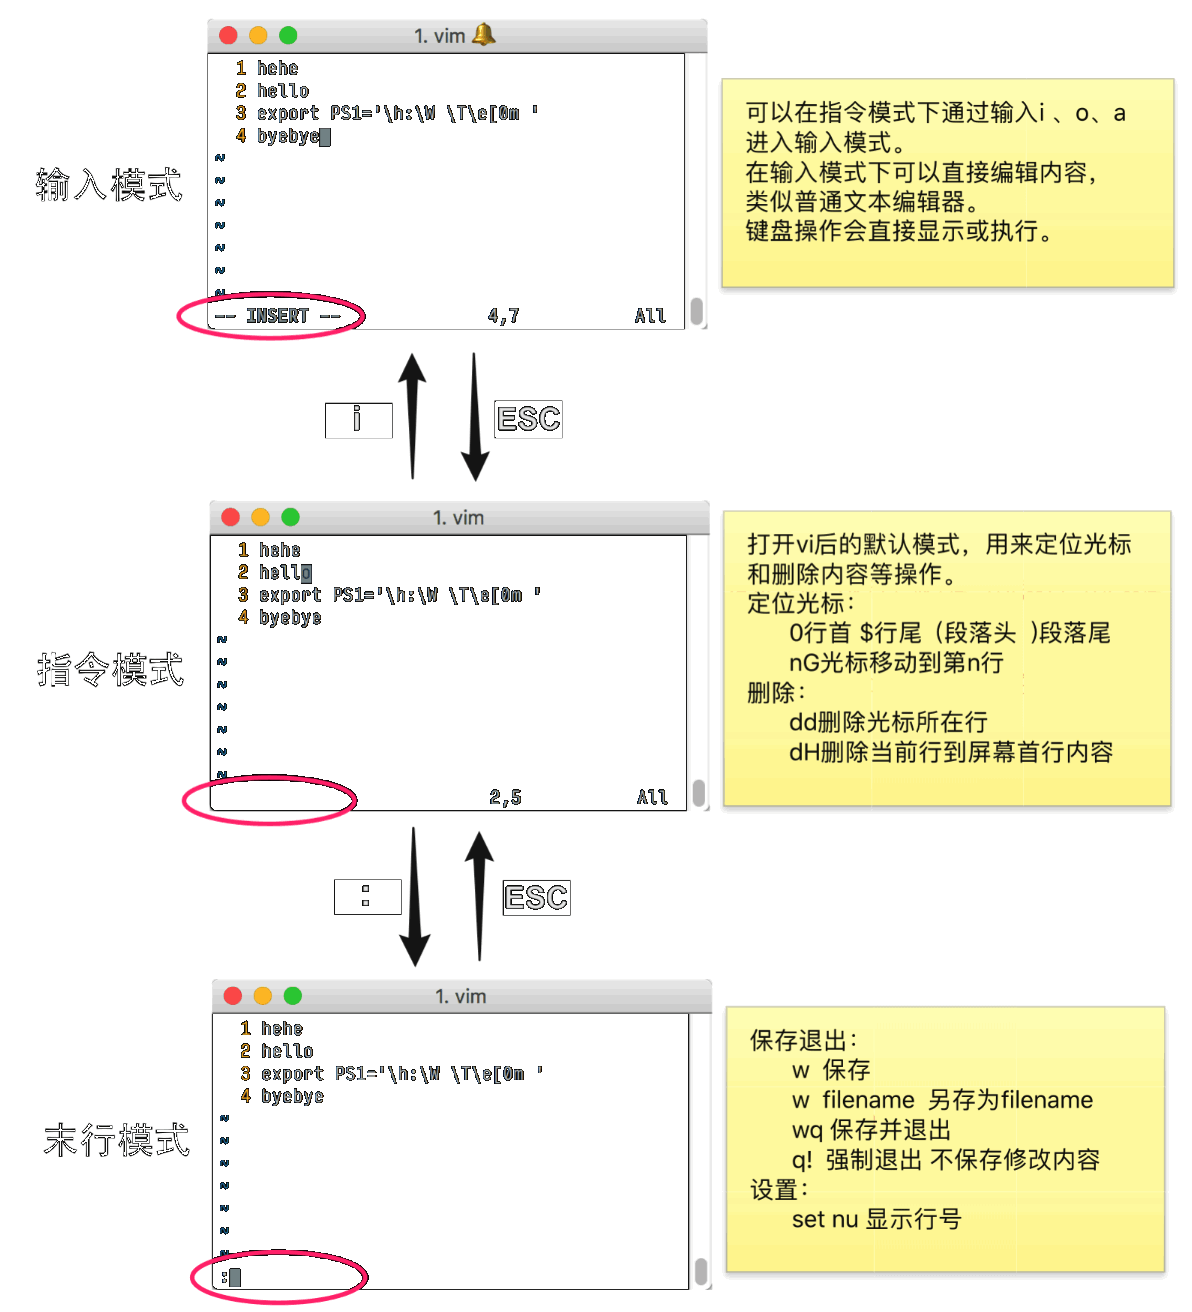 1. vim 🔔
1 hehe
2 hello
3 export PS1='\h:\W \T\e[0m '
4 byebye
~
~
~
~
~
~
~
-- INSERT -- 4,7 All
输入模式
可以在指令模式下通过输入i 、o、a
进入输入模式。
在输入模式下可以直接编辑内容，
类似普通文本编辑器。
键盘操作会直接显示或执行。
i
ESC
1. vim
1 hehe
2 hello
3 export PS1='\h:\W \T\e[0m '
4 byebye
~
~
~
~
~
~
~
2,5 All
指令模式
打开vi后的默认模式，用来定位光标
和删除内容等操作。
定位光标：
0行首 $行尾 (段落头 )段落尾
nG光标移动到第n行
删除：
dd删除光标所在行
dH删除当前行到屏幕首行内容
:
ESC
1. vim
1 hehe
2 hello
3 export PS1='\h:\W \T\e[0m '
4 byebye
~
~
~
~
~
~
~
:
末行模式
保存退出：
w 保存
w filename 另存为filename
wq 保存并退出
q! 强制退出 不保存修改内容
设置：
set nu 显示行号